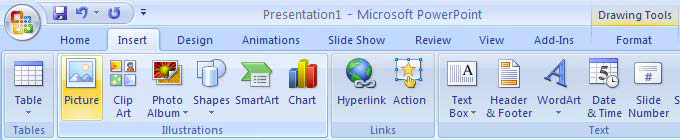 Presentation1 - Microsoft PowerPoint
Drawing Tools
Home Insert Design Animations Slide Show Review View Add-Ins Format
Table Picture Clip Art Photo Album Shapes SmartArt Chart Hyperlink Action Text Box Header & Footer WordArt Date & Time Slide Number
Tables Illustrations Links Text